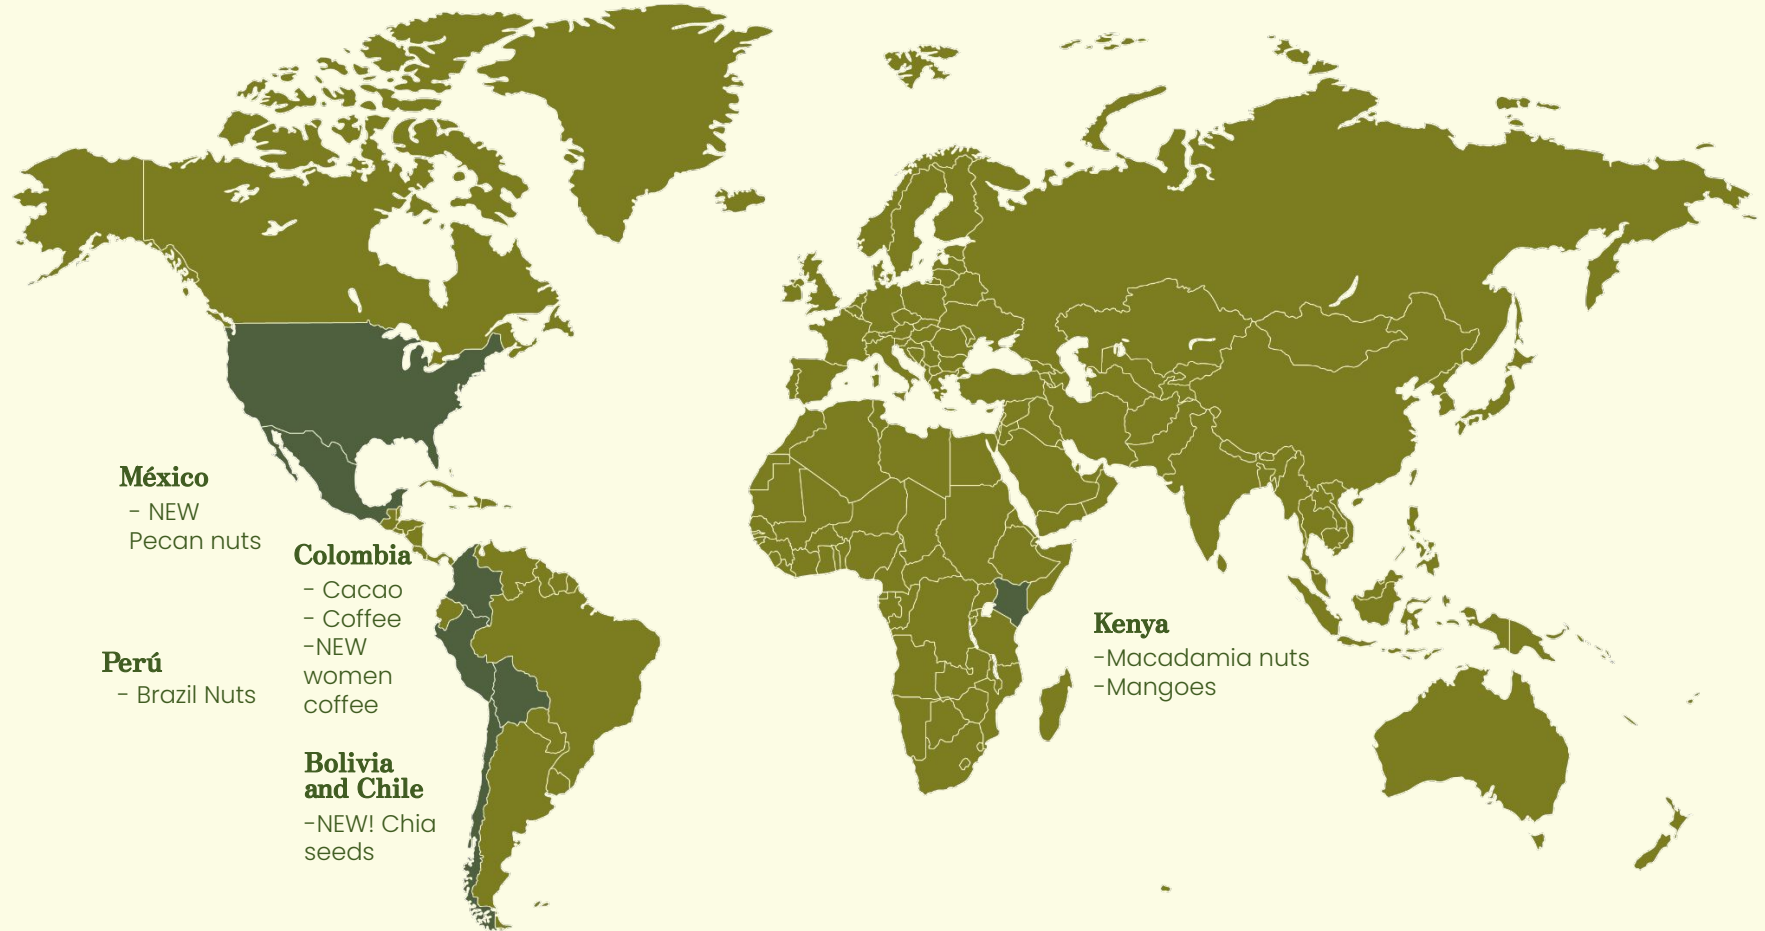 México
- NEW
Pecan nuts
Colombia
- Cacao
- Coffee
-NEW
women
coffee
Perú
- Brazil Nuts
Bolivia
and Chile
-NEW! Chia
seeds
Kenya
-Macadamia nuts
-Mangoes